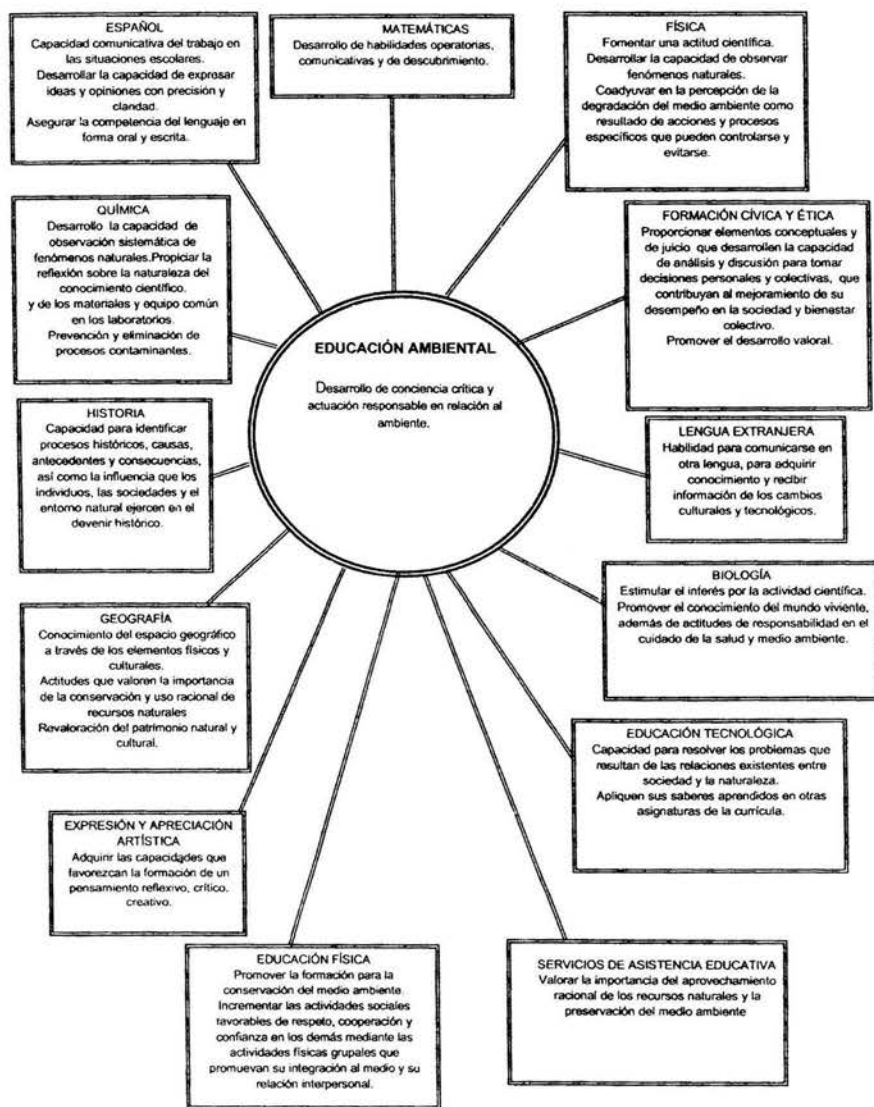 ESPAÑOL
Capacidad comunicativa del trabajo en
las situaciones escolares.
Desarrollar la capacidad de expresar
ideas y opiniones con precisión y
claridad.
Asegurar la competencia del lenguaje en
forma oral y escrita.
MATEMÁTICAS
Desarrollo de habilidades operatorias,
comunicativas y de descubrimiento.
FÍSICA
Fomentar una actitud científica.
Desarrollar la capacidad de observar
fenómenos naturales.
Coadyuvar en la percepción de la
degradación del medio ambiente como
resultado de acciones y procesos
específicos que pueden controlarse y
evitarse.
QUÍMICA
Desarrollo la capacidad de
observación sistemática de
fenómenos naturales.Propiciar la
reflexión sobre la naturaleza del
conocimiento científico.
y de los materiales y equipo común
en los laboratorios.
Prevención y eliminación de
procesos contaminantes.
FORMACIÓN CÍVICA Y ÉTICA
Proporcionar elementos conceptuales y
de juicio que desarrollen la capacidad
de análisis y discusión para tomar
decisiones personales y colectivas, que
contribuyan al mejoramiento de su
desempeño en la sociedad y bienestar
colectivo.
Promover el desarrollo valoral.
EDUCACIÓN AMBIENTAL
Desarrollo de conciencia crítica y
actuación responsable en relación al
ambiente.
HISTORIA
Capacidad para identificar
procesos históricos, causas,
antecedentes y consecuencias,
así como la influencia que los
individuos, las sociedades y el
entorno natural ejercen en el
devenir histórico.
LENGUA EXTRANJERA
Habilidad para comunicarse en
otra lengua, para adquirir
conocimiento y recibir
información de los cambios
culturales y tecnológicos.
BIOLOGÍA
Estimular el interés por la actividad científica.
Promover el conocimiento del mundo viviente,
además de actitudes de responsabilidad en el
cuidado de la salud y medio ambiente.
GEOGRAFÍA
Conocimiento del espacio geográfico
a través de los elementos físicos y
culturales.
Actitudes que valoren la importancia
de la conservación y uso racional de
recursos naturales
Revaloración del patrimonio natural y
cultural.
EDUCACIÓN TECNOLÓGICA
Capacidad para resolver los problemas que
resultan de las relaciones existentes entre
sociedad y la naturaleza.
Apliquen sus saberes aprendidos en otras
asignaturas de la currícula.
EXPRESIÓN Y APRECIACIÓN
ARTÍSTICA
Adquirir las capacidades que
favorezcan la formación de un
pensamiento reflexivo, crítico.
creativo.
EDUCACIÓN FÍSICA
Promover la formación para la
conservación del medio ambiente.
Incrementar las actividades sociales
favorables de respeto, cooperación y
confianza en los demás mediante las
actividades físicas grupales que
promuevan su integración al medio y su
relación interpersonal.
SERVICIOS DE ASISTENCIA EDUCATIVA
Valorar la importancia del aprovechamiento
racional de los recursos naturales y la
preservación del medio ambiente